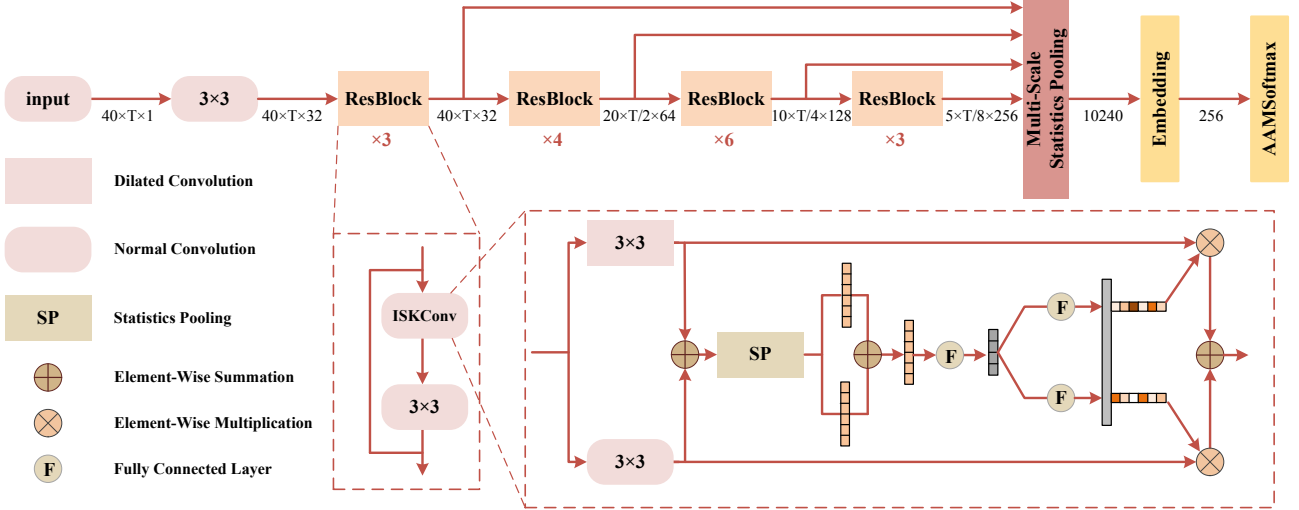 input
40×T×1
3×3
40×T×32
ResBlock
×3
40×T×32
ResBlock
×4
20×T/2×64
ResBlock
×6
10×T/4×128
ResBlock
×3
5×T/8×256
Multi-Scale
Statistics Pooling
10240
Embedding
256
AAMSoftmax
Dilated Convolution
Normal Convolution
SP
Statistics Pooling
Element-Wise Summation
Element-Wise Multiplication
F
Fully Connected Layer
ISKConv
3×3
3×3
SP
F
F
F
3×3